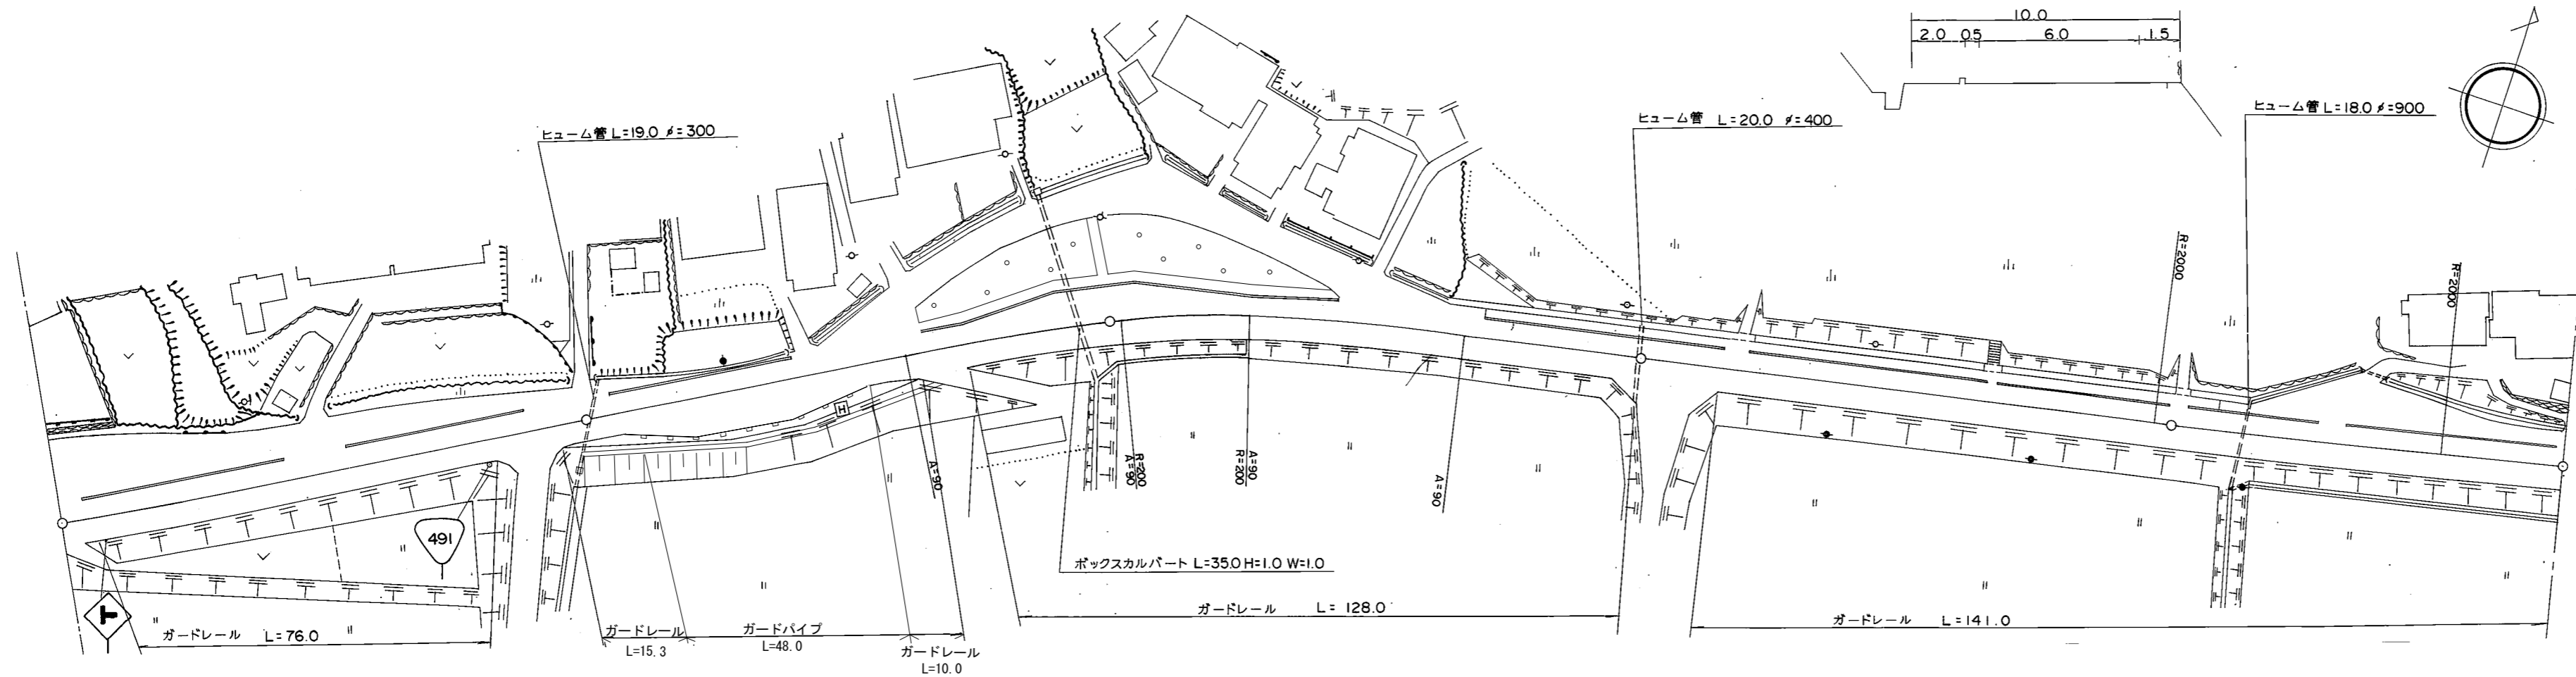 10.0
2.0 0.5 6.0 1.5
ヒューム管 L=19.0 φ=300
ヒューム管 L=20.0 φ=400
ヒューム管 L=18.0 φ=900
R=2000
R=2000
H
491
A=90
R=200
A=90
A=90
R=200
A=90
ボックスカルバート L=35.0 H=1.0 W=1.0
ガードレール L=76.0
ガードレール
L=15.3
ガードパイプ
L=48.0
ガードレール
L=10.0
ガードレール L= 128.0
ガードレール L=141.0